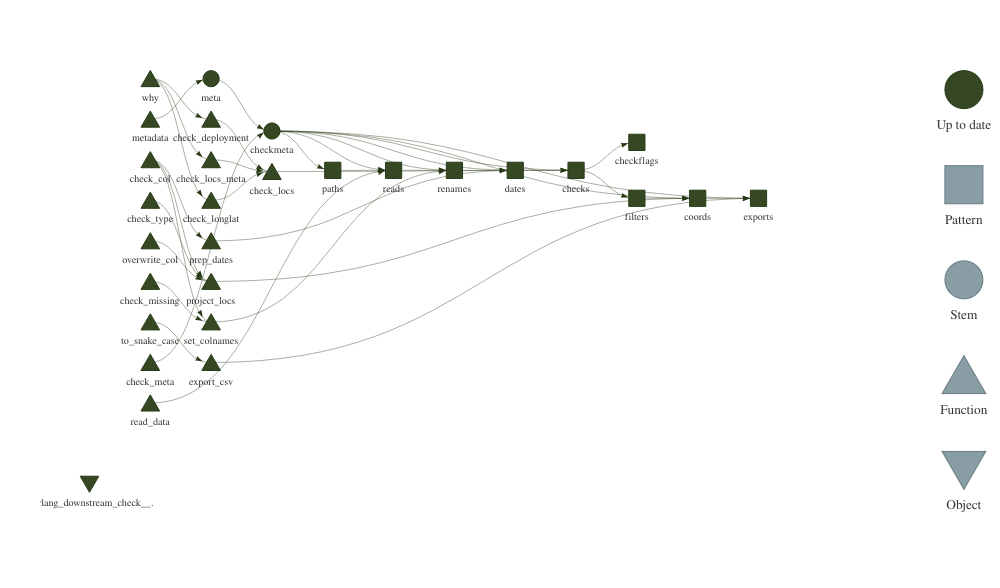 why
meta
metadata
check_deployment
checkmeta
checkflags
check_col
check_locs_meta
check_locs
paths
reads
renames
dates
checks
check_type
check_longlat
filters
coords
exports
overwrite_col
prep_dates
check_missing
project_locs
to_snake_case
set_colnames
check_meta
export_csv
read_data
lang_downstream_check__.
Up to date
Pattern
Stem
Function
Object